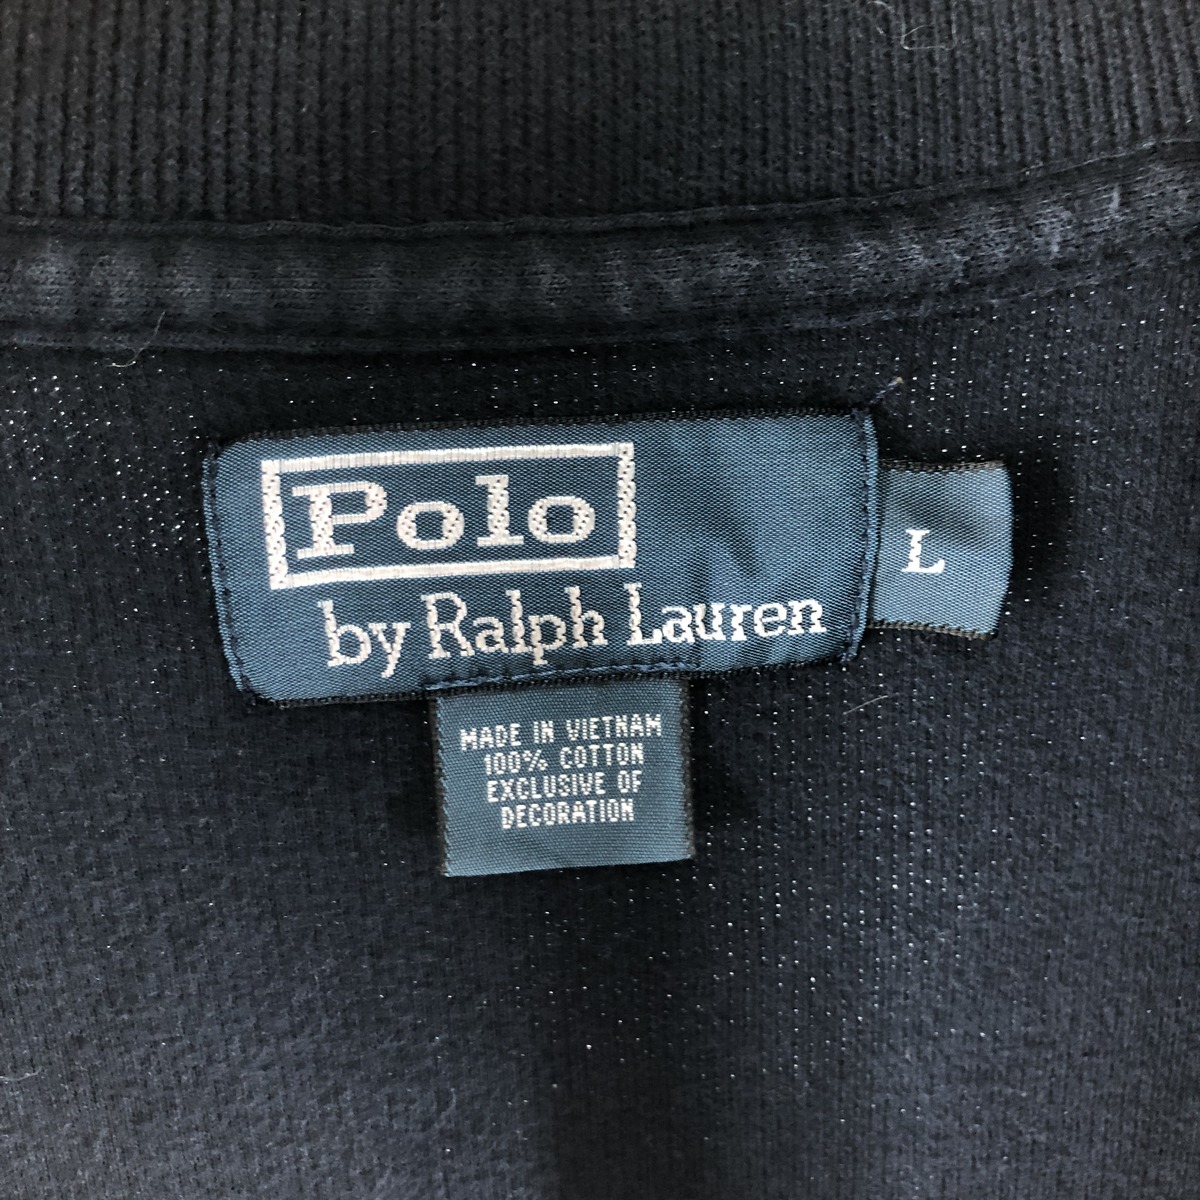 Polo
by Ralph Lauren
L
MADE IN VIETNAM
100% COTTON
EXCLUSIVE OF
DECORATION